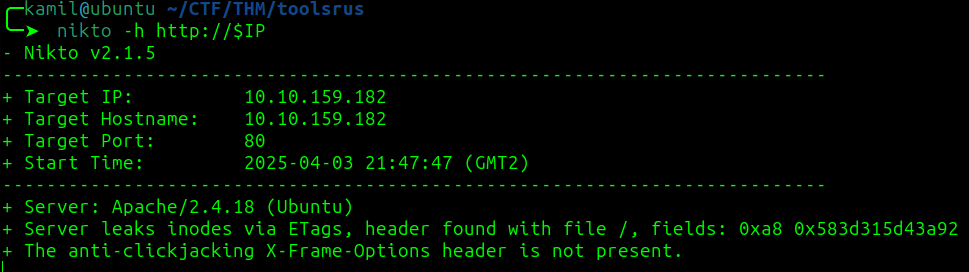 kamil@ubuntu ~/CTF/THM/toolsrus
nikto -h http://$IP
- Nikto v2.1.5
---------------------------------------------------------------------------
+ Target IP:          10.10.159.182
+ Target Hostname:    10.10.159.182
+ Target Port:        80
+ Start Time:         2025-04-03 21:47:47 (GMT2)
---------------------------------------------------------------------------
+ Server: Apache/2.4.18 (Ubuntu)
+ Server leaks inodes via ETags, header found with file /, fields: 0xa8 0x583d315d43a92
+ The anti-clickjacking X-Frame-Options header is not present.